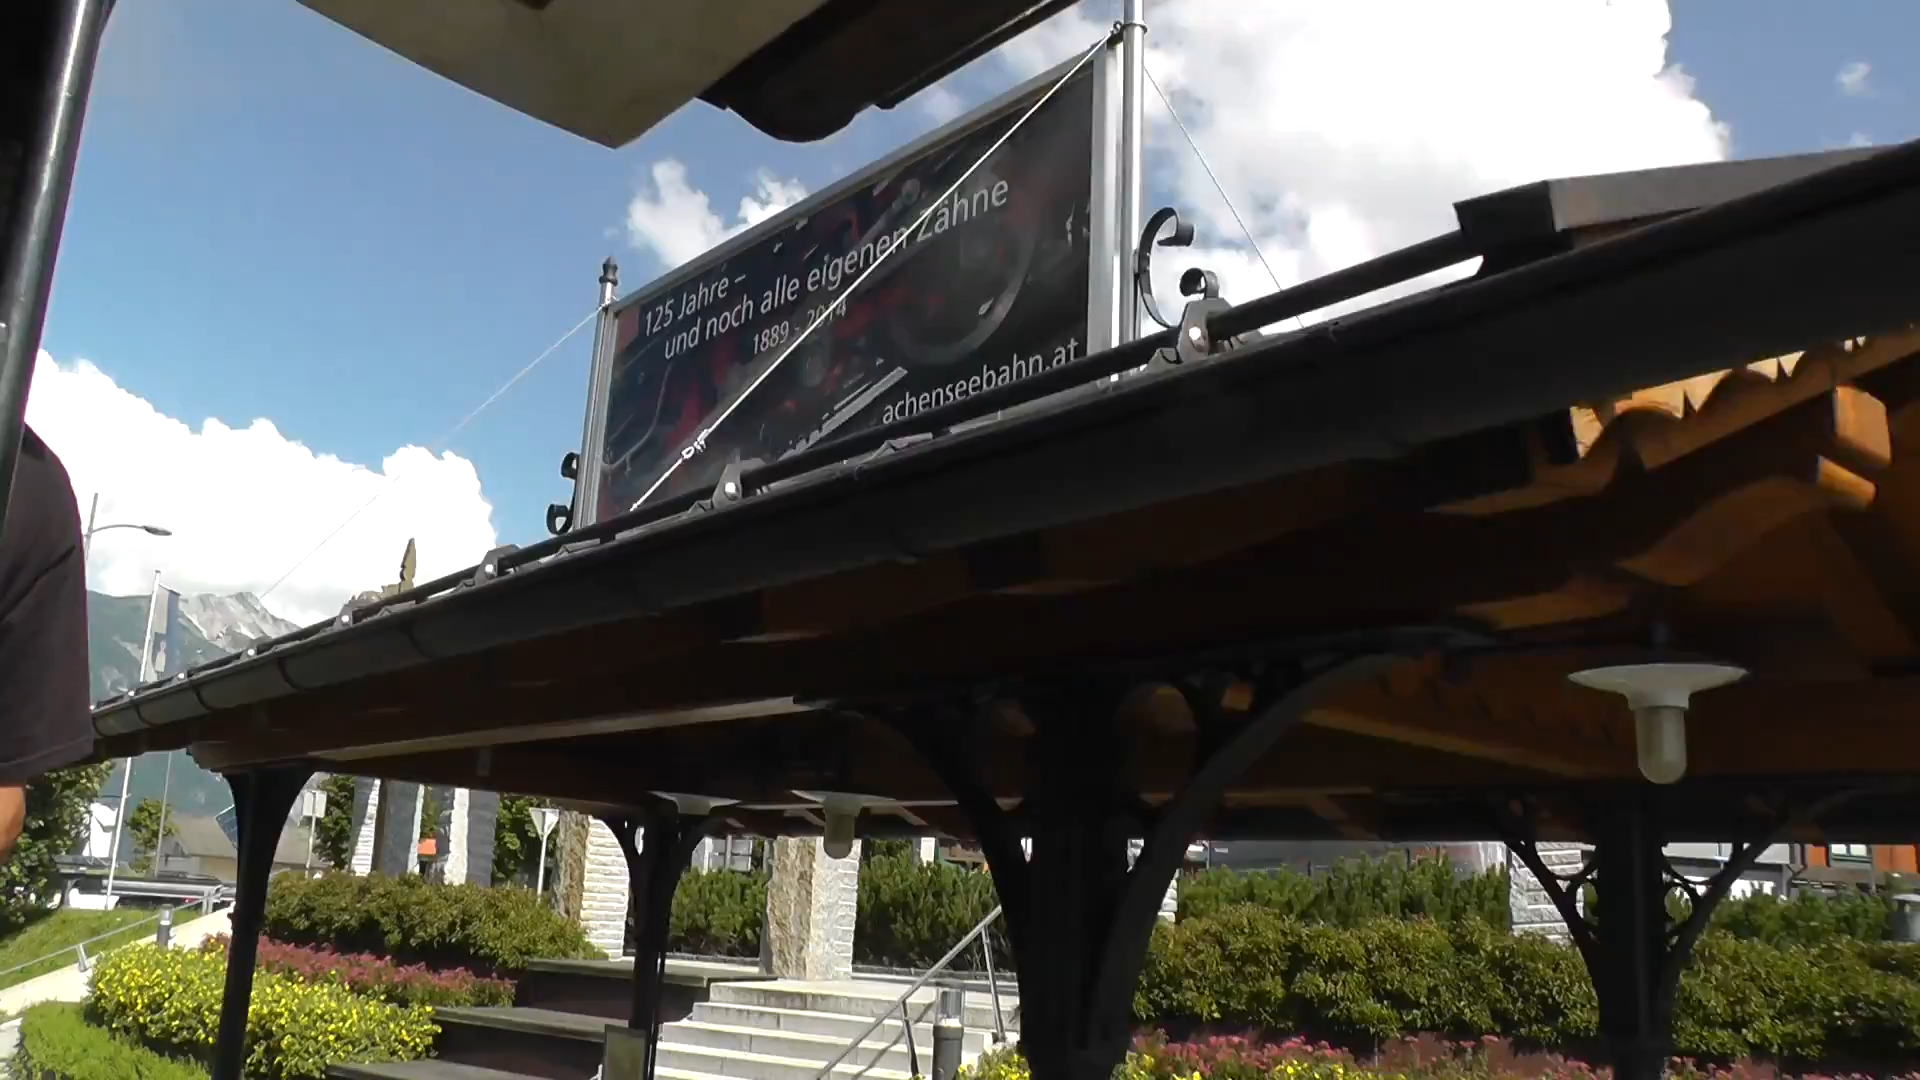 125 Jahre –
und noch alle eigenen Zähne
1889 - 2014
achenseebahn.at